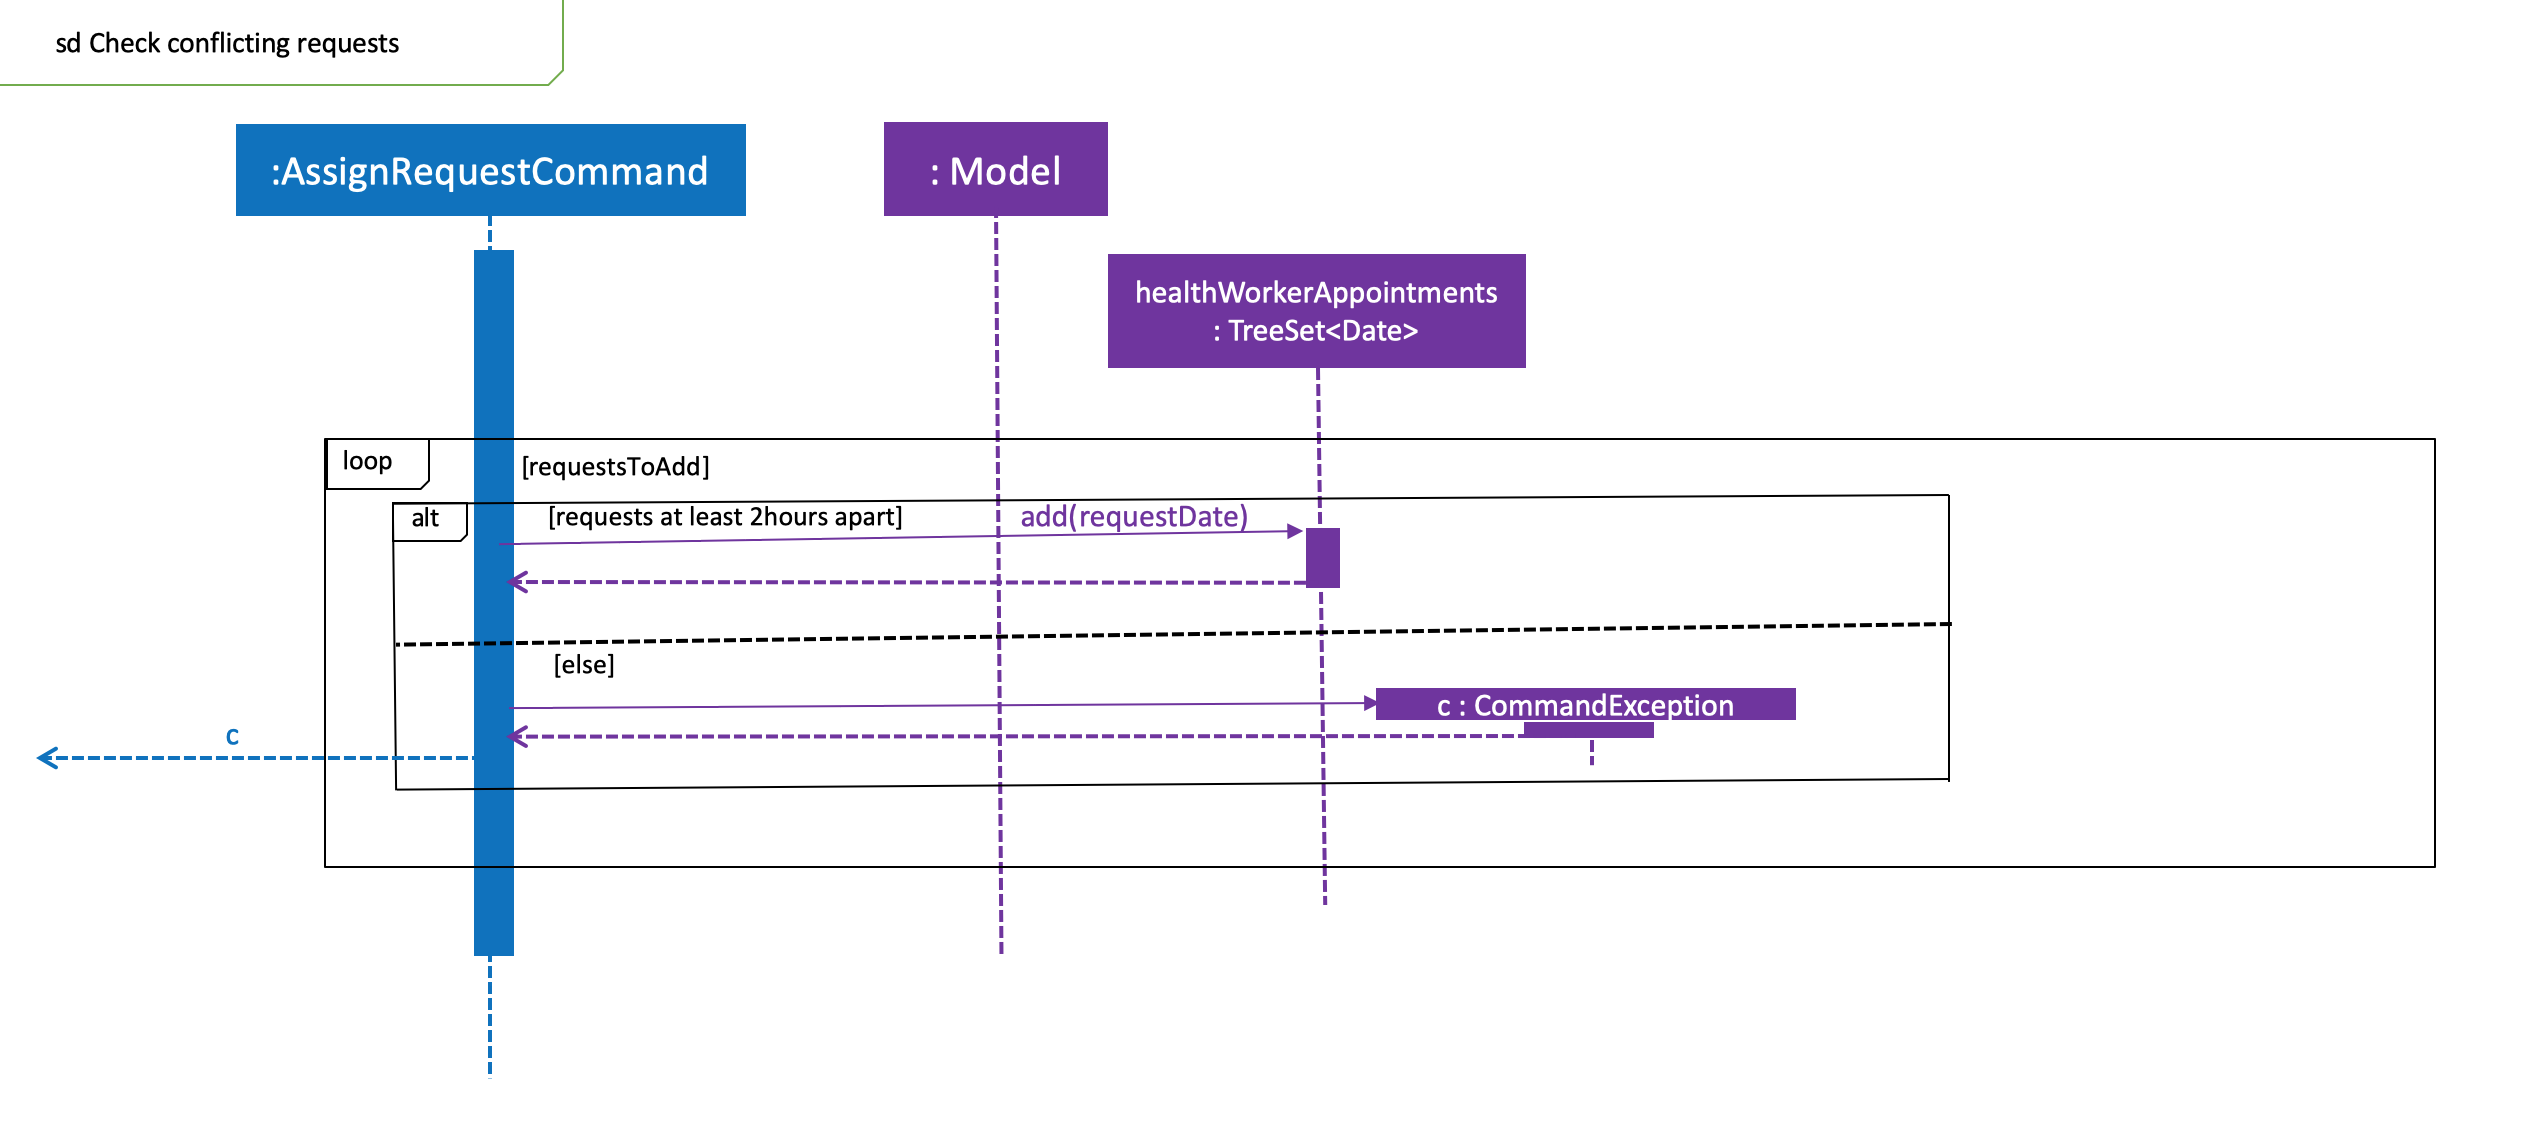 sd Check conflicting requests
:AssignRequestCommand
: Model
healthWorkerAppointments
: TreeSet<Date>
loop
[requestsToAdd]
alt
[requests at least 2hours apart]
add(requestDate)
[else]
c : CommandException
c